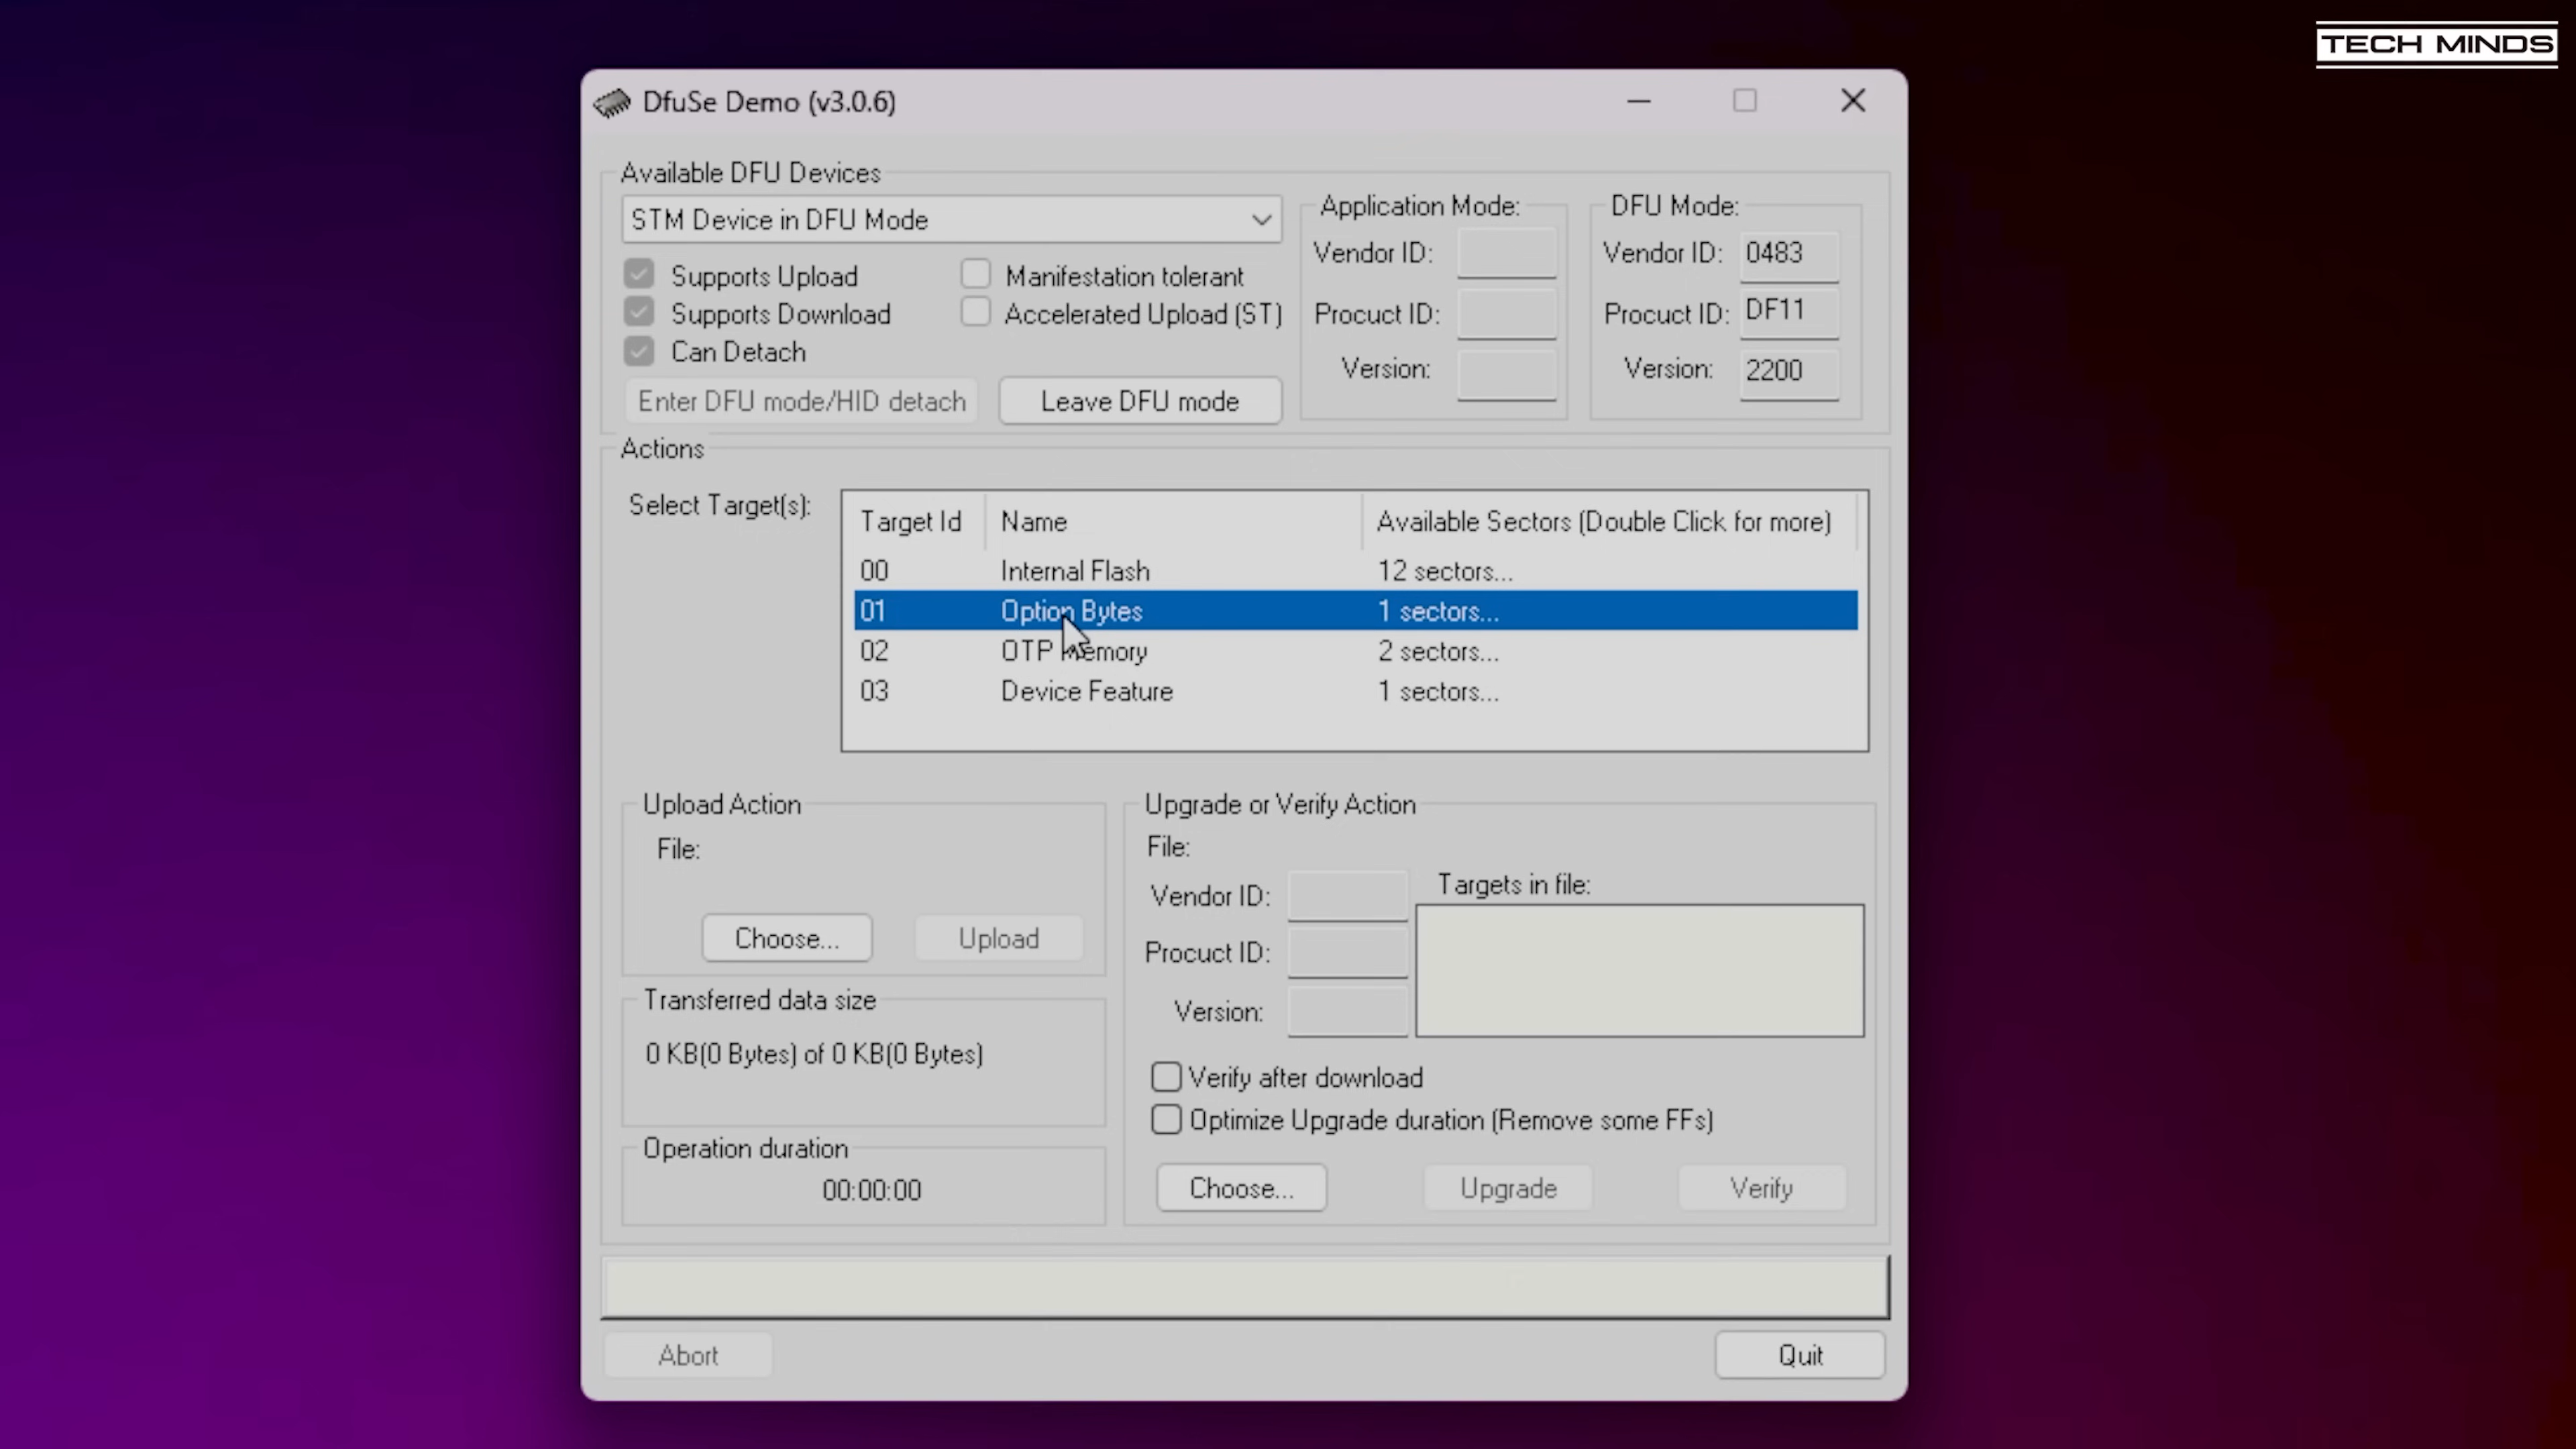 TECH MINDS
DfuSe Demo (v3.0.6)
Available DFU Devices
STM Device in DFU Mode
Supports Upload
Manifestation tolerant
Supports Download
Accelerated Upload (ST)
Can Detach
Enter DFU mode/HID detach
Leave DFU mode
Application Mode:
Vendor ID:
Procuct ID:
Version:
DFU Mode:
Vendor ID: 0483
Procuct ID: DF11
Version: 2200
Actions
Select Target(s):
Target Id Name Available Sectors (Double Click for more)
00 Internal Flash 12 sectors...
01 Option Bytes 1 sectors...
02 OTP Memory 2 sectors...
03 Device Feature 1 sectors...
Upload Action
File:
Choose... Upload
Transferred data size
0 KB(0 Bytes) of 0 KB(0 Bytes)
Operation duration
00:00:00
Upgrade or Verify Action
File:
Vendor ID:
Targets in file:
Procuct ID:
Version:
Verify after download
Optimize Upgrade duration (Remove some FFs)
Choose... Upgrade Verify
Abort Quit